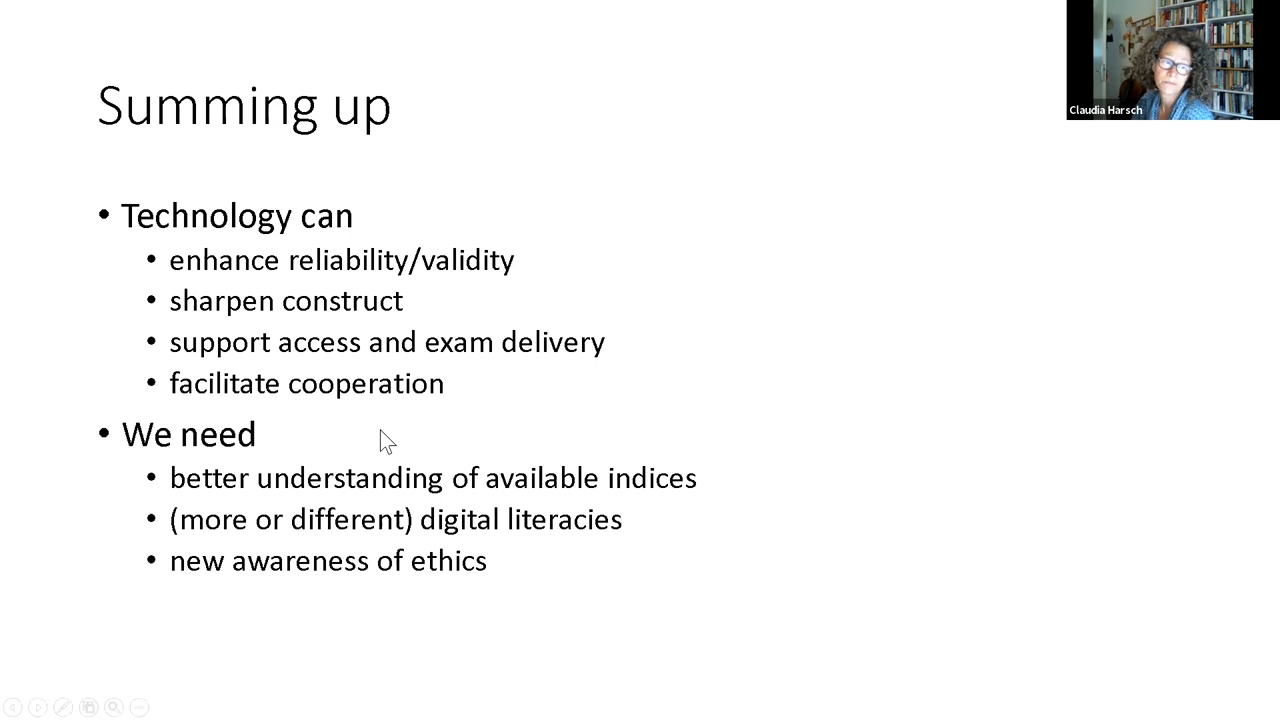 Claudia Harsch
Summing up
• Technology can
• enhance reliability/validity
• sharpen construct
• support access and exam delivery
• facilitate cooperation
• We need
• better understanding of available indices
• (more or different) digital literacies
• new awareness of ethics